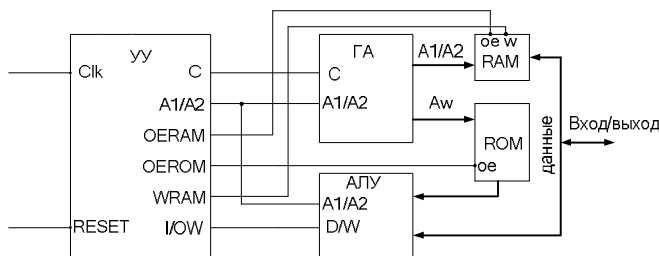 УУ
Clk
C
A1/A2
OERAM
OEROM
WRAM
RESET
I/OW
ГА
C
A1/A2
A1/A2
Aw
oe w
RAM
ROM
oe
АЛУ
A1/A2
D/W
данные
Вход/выход